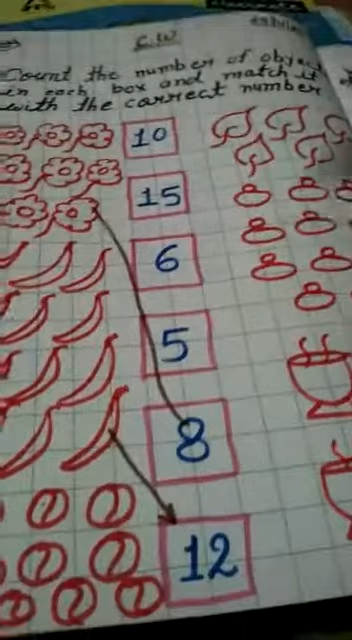 C.W
Count the number of object
in each box and match it
with the correct number
10
15
6
5
8
12